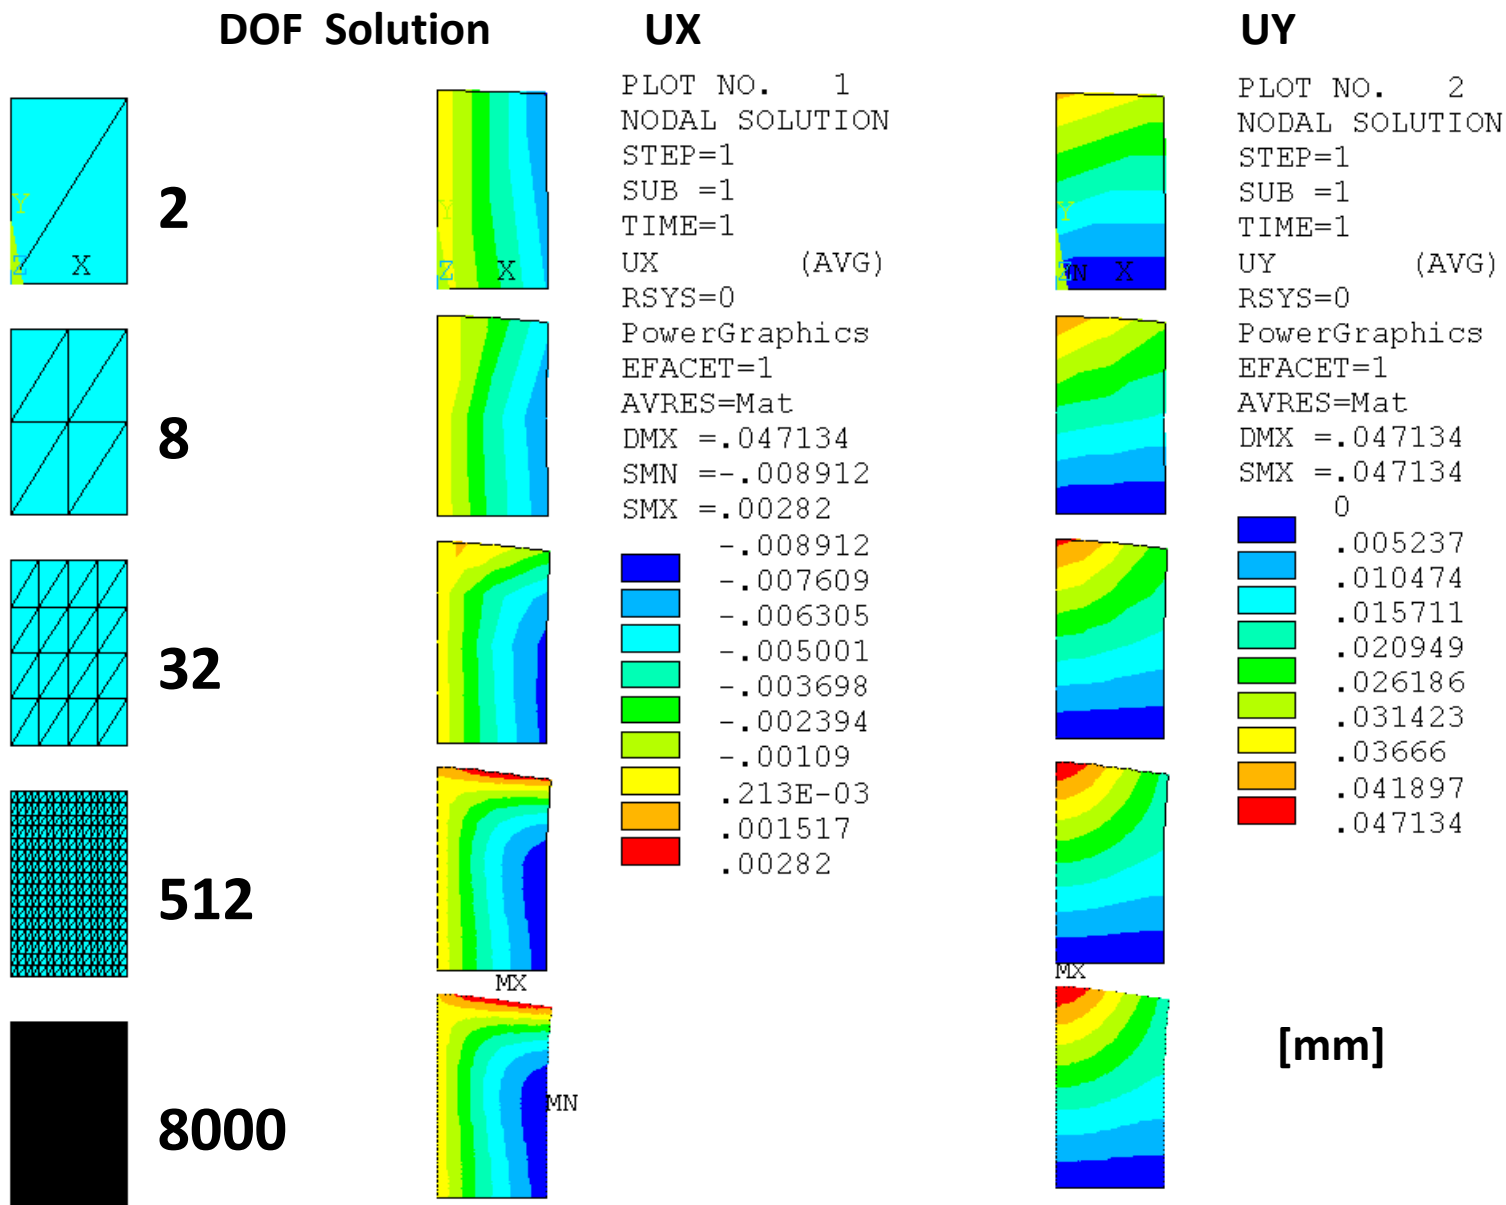 DOF Solution UX UY
PLOT NO. 1
NODAL SOLUTION
STEP=1
SUB =1
TIME=1
UX (AVG)
RSYS=0
PowerGraphics
EFACET=1
AVRES=Mat
DMX =.047134
SMN =-.008912
SMX =.00282
-.008912
-.007609
-.006305
-.005001
-.003698
-.002394
-.00109
.213E-03
.001517
.00282
PLOT NO. 2
NODAL SOLUTION
STEP=1
SUB =1
TIME=1
UY (AVG)
RSYS=0
PowerGraphics
EFACET=1
AVRES=Mat
DMX =.047134
SMX =.047134
0
.005237
.010474
.015711
.020949
.026186
.031423
.03666
.041897
.047134
[mm]
2
8
32
512
8000
Y
Z X
Y
Z X
Y
X
MX
MN
MX